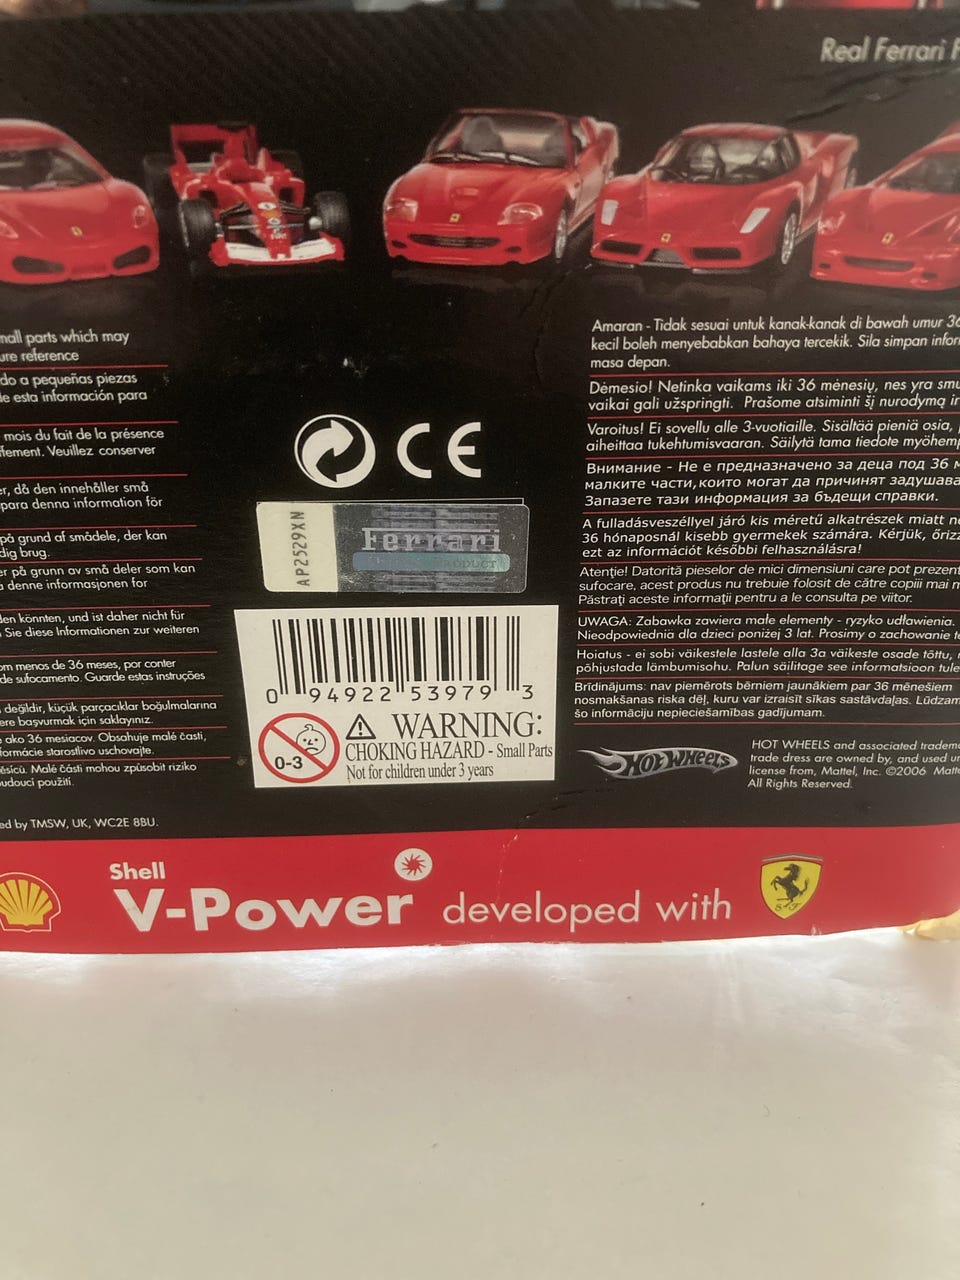 Real Ferrari
small parts which may
ure reference
do a pequeñas piezas
esta información para
mois du fait de la présence
ffement. Veuillez conserver
er, då den innehåller små
para denna information för
på grund af smådele, der kan
dig brug.
er på grunn av små deler som kan
denne informasjonen for
den könnten, und ist daher nicht für
Sie diese Informationen zur weiteren
om menos de 36 meses, por conter
de sufocamento. Guarde estas instruções
değildir, küçük parçacıklar boğulmalarına
ere başvurmak için saklayınız.
ako 36 mesiacov. Obsahuje malé časti,
formácie starostlivo uschovajte.
ěsíců. Malé části mohou způsobit riziko
udoucí použití.
ed by TMSW, UK, WC2E 8BU.
CE
AP2529XN
Ferrari
PRODUCT
0 94922 53979 3
0-3
WARNING:
CHOKING HAZARD - Small Parts
Not for children under 3 years
Amaran - Tidak sesuai untuk kanak-kanak di bawah umur 36
kecil boleh menyebabkan bahaya tercekik. Sila simpan infor
masa depan.
Dėmesio! Netinka vaikams iki 36 mėnesių, nes yra smu
vaikai gali užspringti. Prašome atsiminti šį nurodymą ir
Varoitus! Ei sovellu alle 3-vuotiaille. Sisältää pieniä osia,
aiheittaa tukehtumisvaaran. Säilytä tama tiedote myöhemp
Внимание - Не е предназначено за деца под 36 м
малките части, които могат да причинят задушава
Запазете тази информация за бъдещи справки.
A fulladásveszéllyel járó kis méretű alkatrészek miatt ne
36 hónaposnál kisebb gyermekek számára. Kérjük, őrizz
ezt az információt későbbi felhasználásra!
Atenţie! Datorită pieselor de mici dimensiuni care pot prezent
sufocare, acest produs nu trebuie folosit de către copiii mai m
Păstraţi aceste informaţii pentru a le consulta pe viitor.
UWAGA: Zabawka zawiera małe elementy - ryzyko udławienia.
Nieodpowiednia dla dzieci poniżej 3 lat. Prosimy o zachowanie te
Hoiatus - ei sobi väikestele lastele alla 3a väikeste osade tõttu,
põhjustada lämbumisohu. Palun säilitage see informatsioon tule
Brīdinājums: nav piemērots bērniem jaunākiem par 36 mēnešiem
nosmakšanas riska dēļ, kuru var izraisīt sīkas sastāvdaļas. Lūdzam
šo informāciju nepieciešamības gadījumam.
HOT WHEELS
HOT WHEELS and associated tradema
trade dress are owned by, and used un
license from, Mattel, Inc. ©2006 Matte
All Rights Reserved.
Shell
V-Power developed with
S F